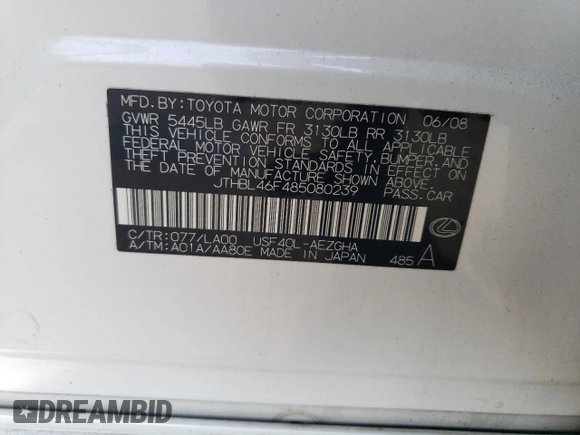 MFD.BY:TOYOTA MOTOR CORPORATION 06/08
GVWR 5445LB GAWR FR 3130LB RR 3130LB
THIS VEHICLE CONFORMS TO ALL APPLICABLE
FEDERAL MOTOR VEHICLE SAFETY,BUMPER,AND
THEFT PREVENTION STANDARDS IN EFFECT ON
THE DATE OF MANUFACTURE SHOWN ABOVE.
JTHBL46F485080239 PASS.CAR
C/TR:077/LA00 USF40L-AEZGHA
A/TM:A01A/AA80E MADE IN JAPAN 485 A
DREAMBID